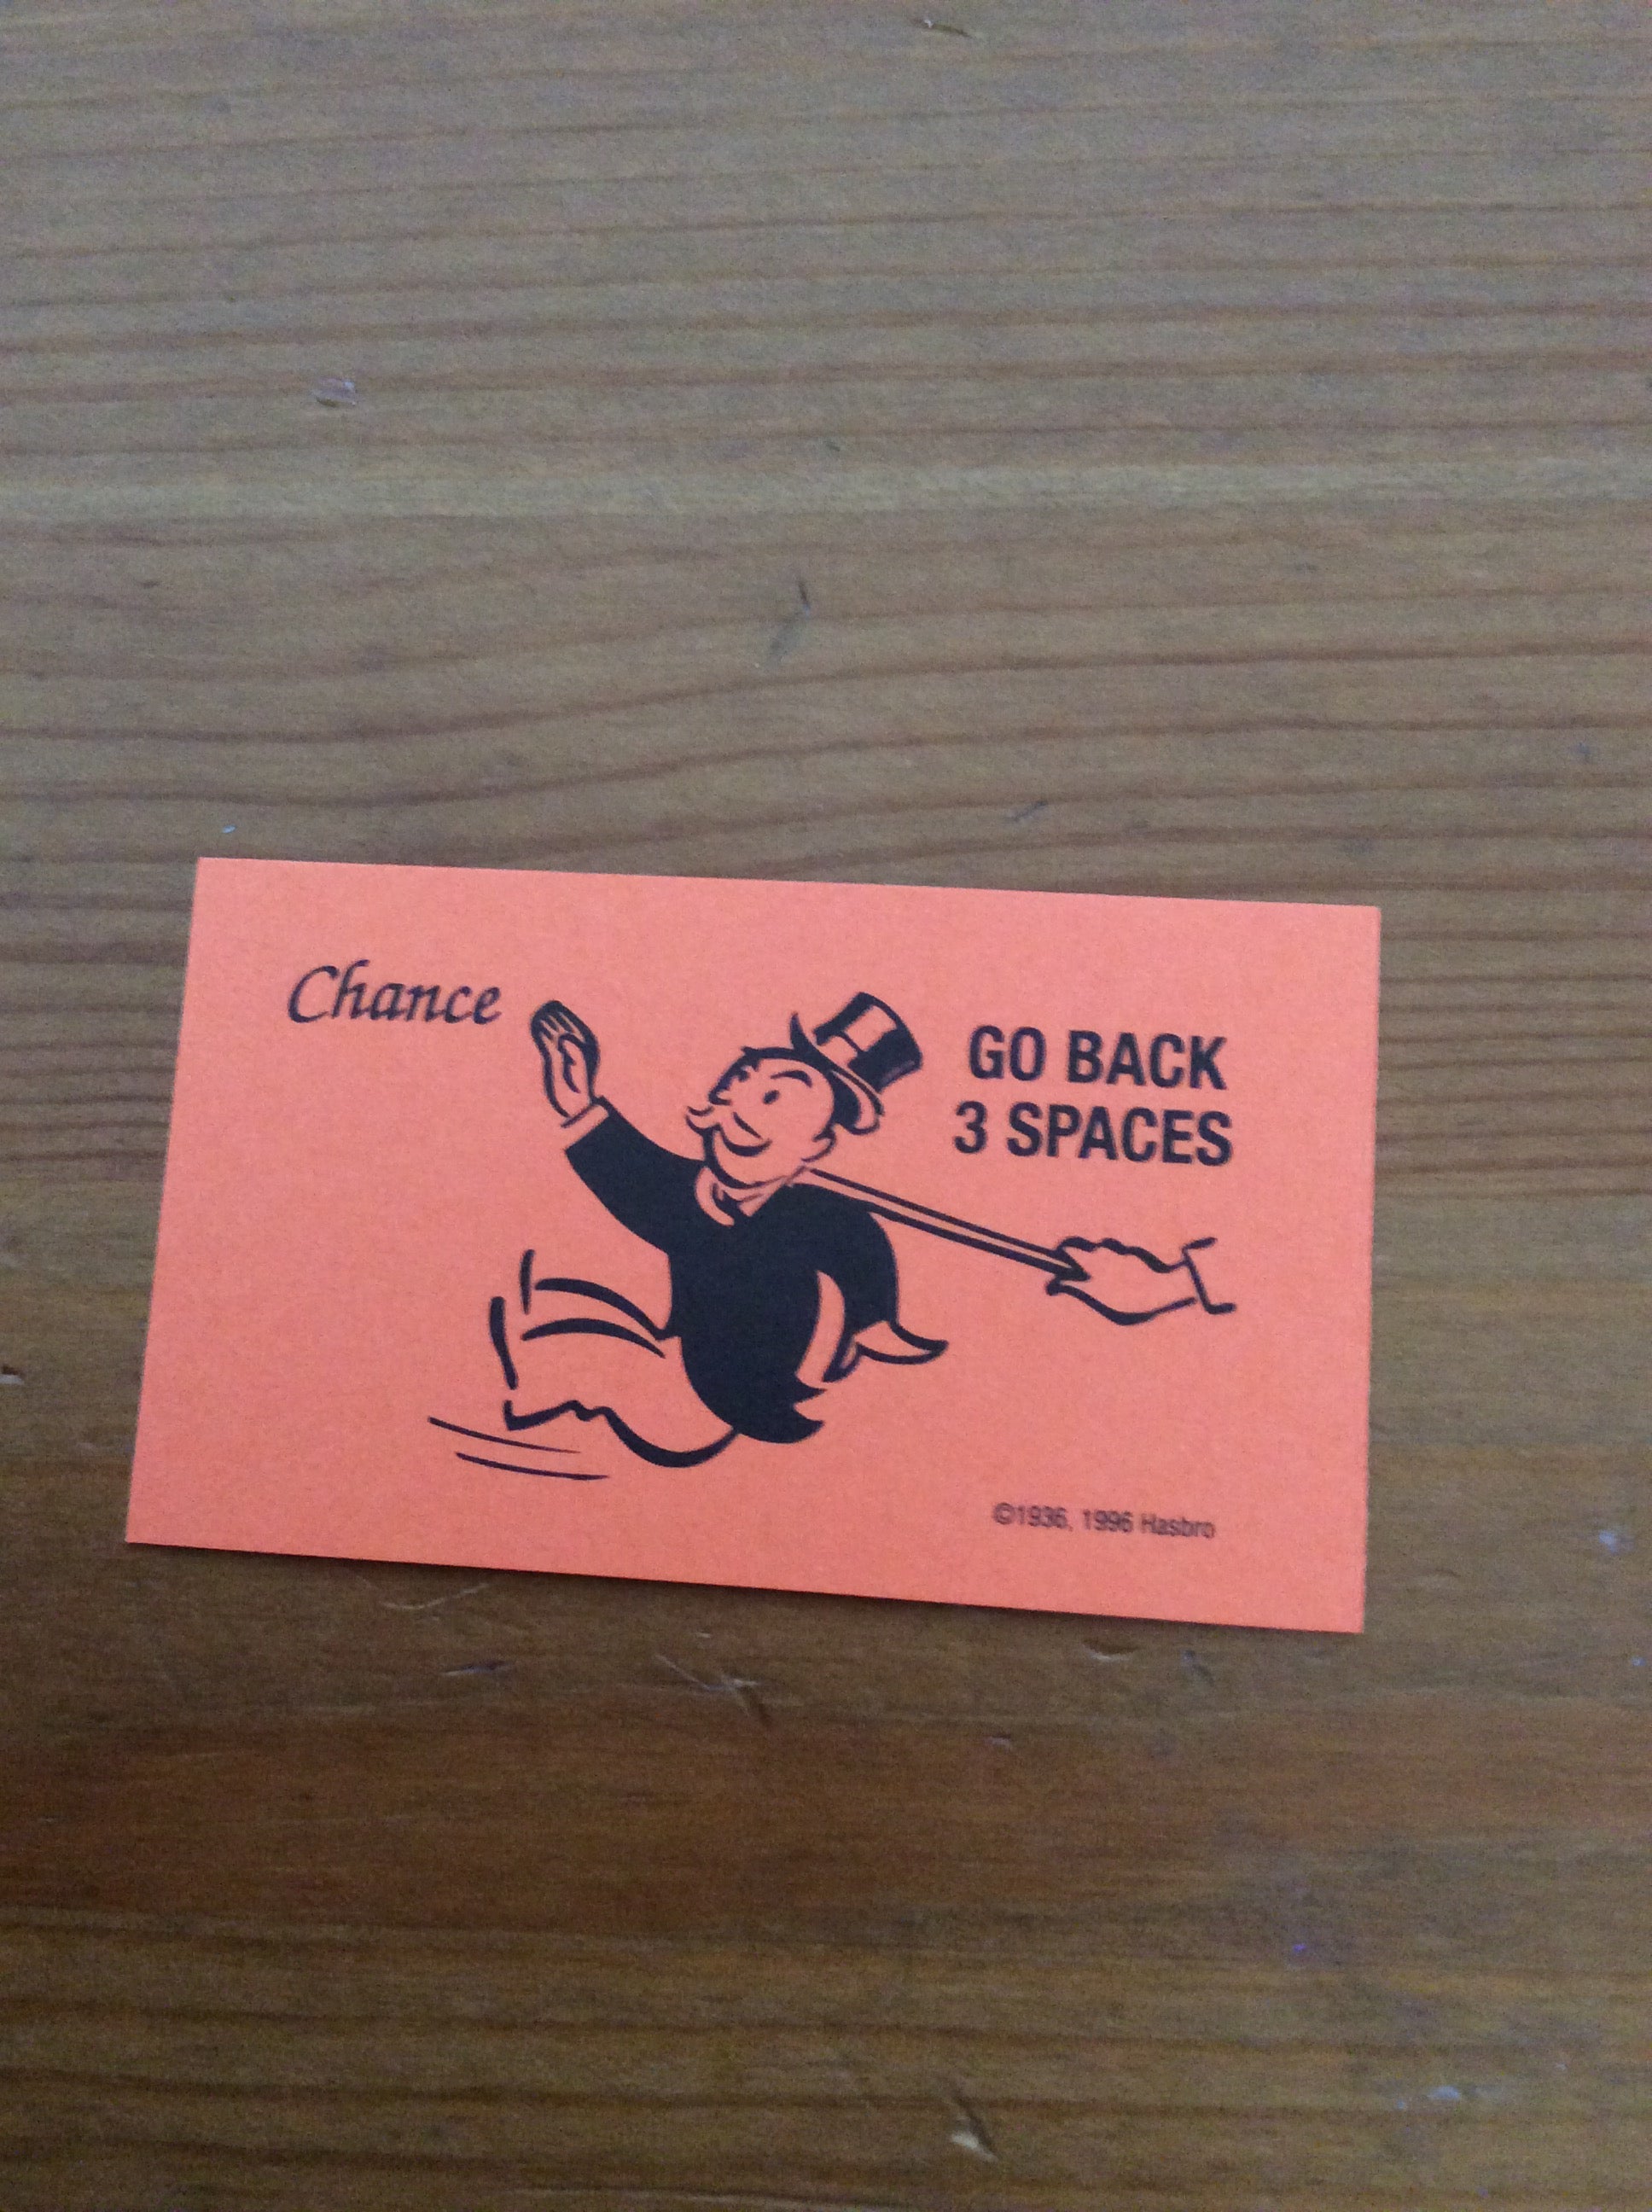 Chance
GO BACK
3 SPACES
©1936, 1996 Hasbro